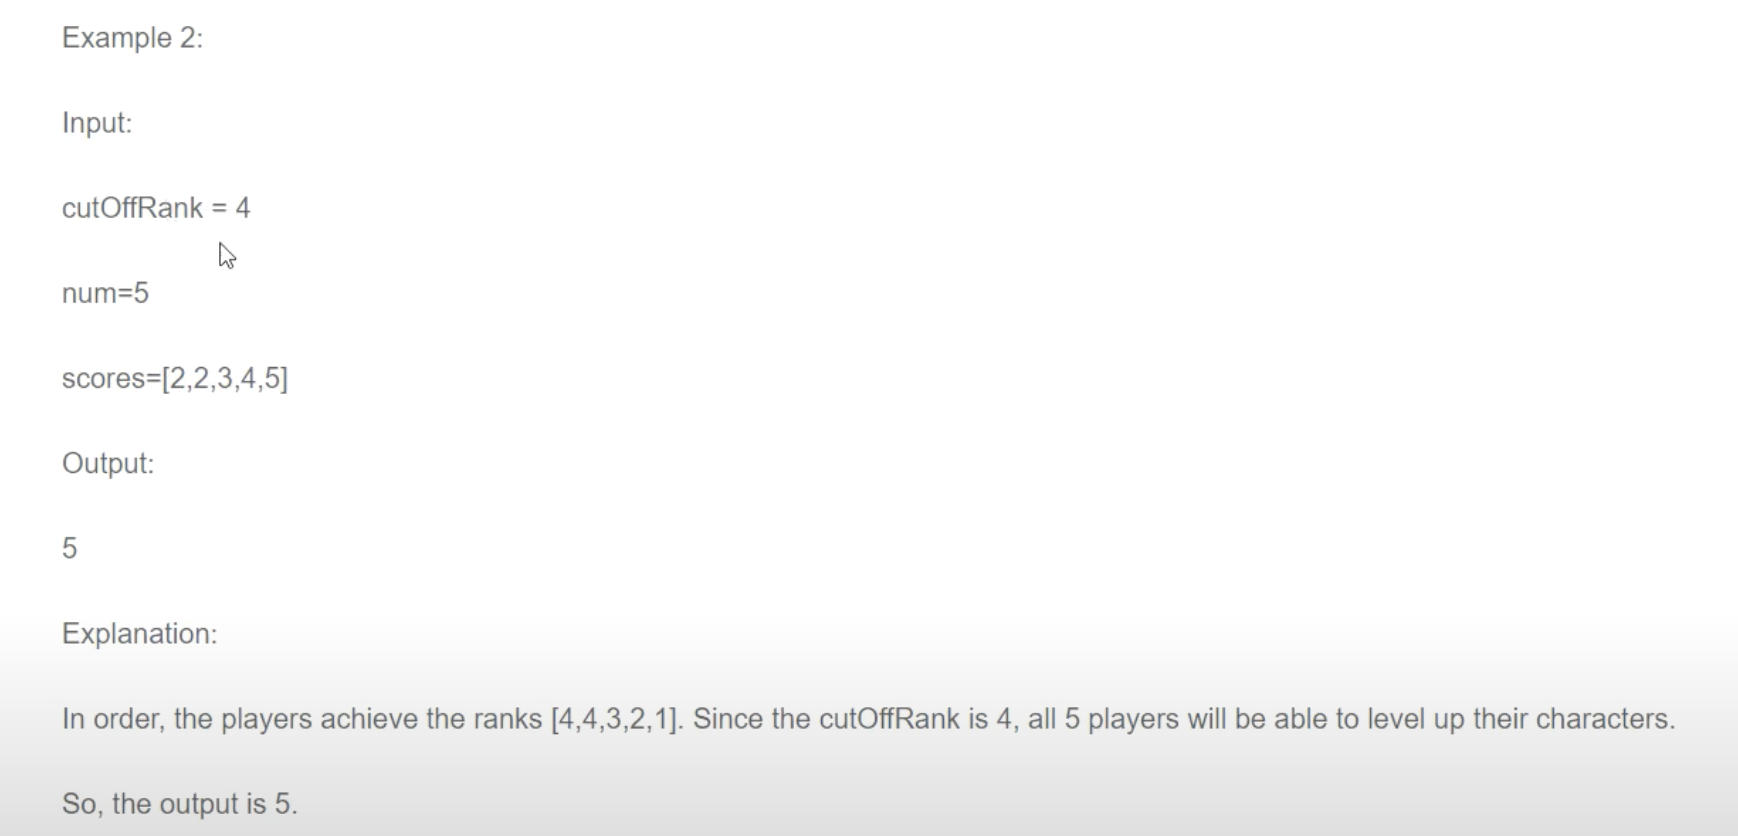 Example 2:
Input:
cutOffRank = 4
num=5
scores=[2,2,3,4,5]
Output:
5
Explanation:
In order, the players achieve the ranks [4,4,3,2,1]. Since the cutOffRank is 4, all 5 players will be able to level up their characters.
So, the output is 5.